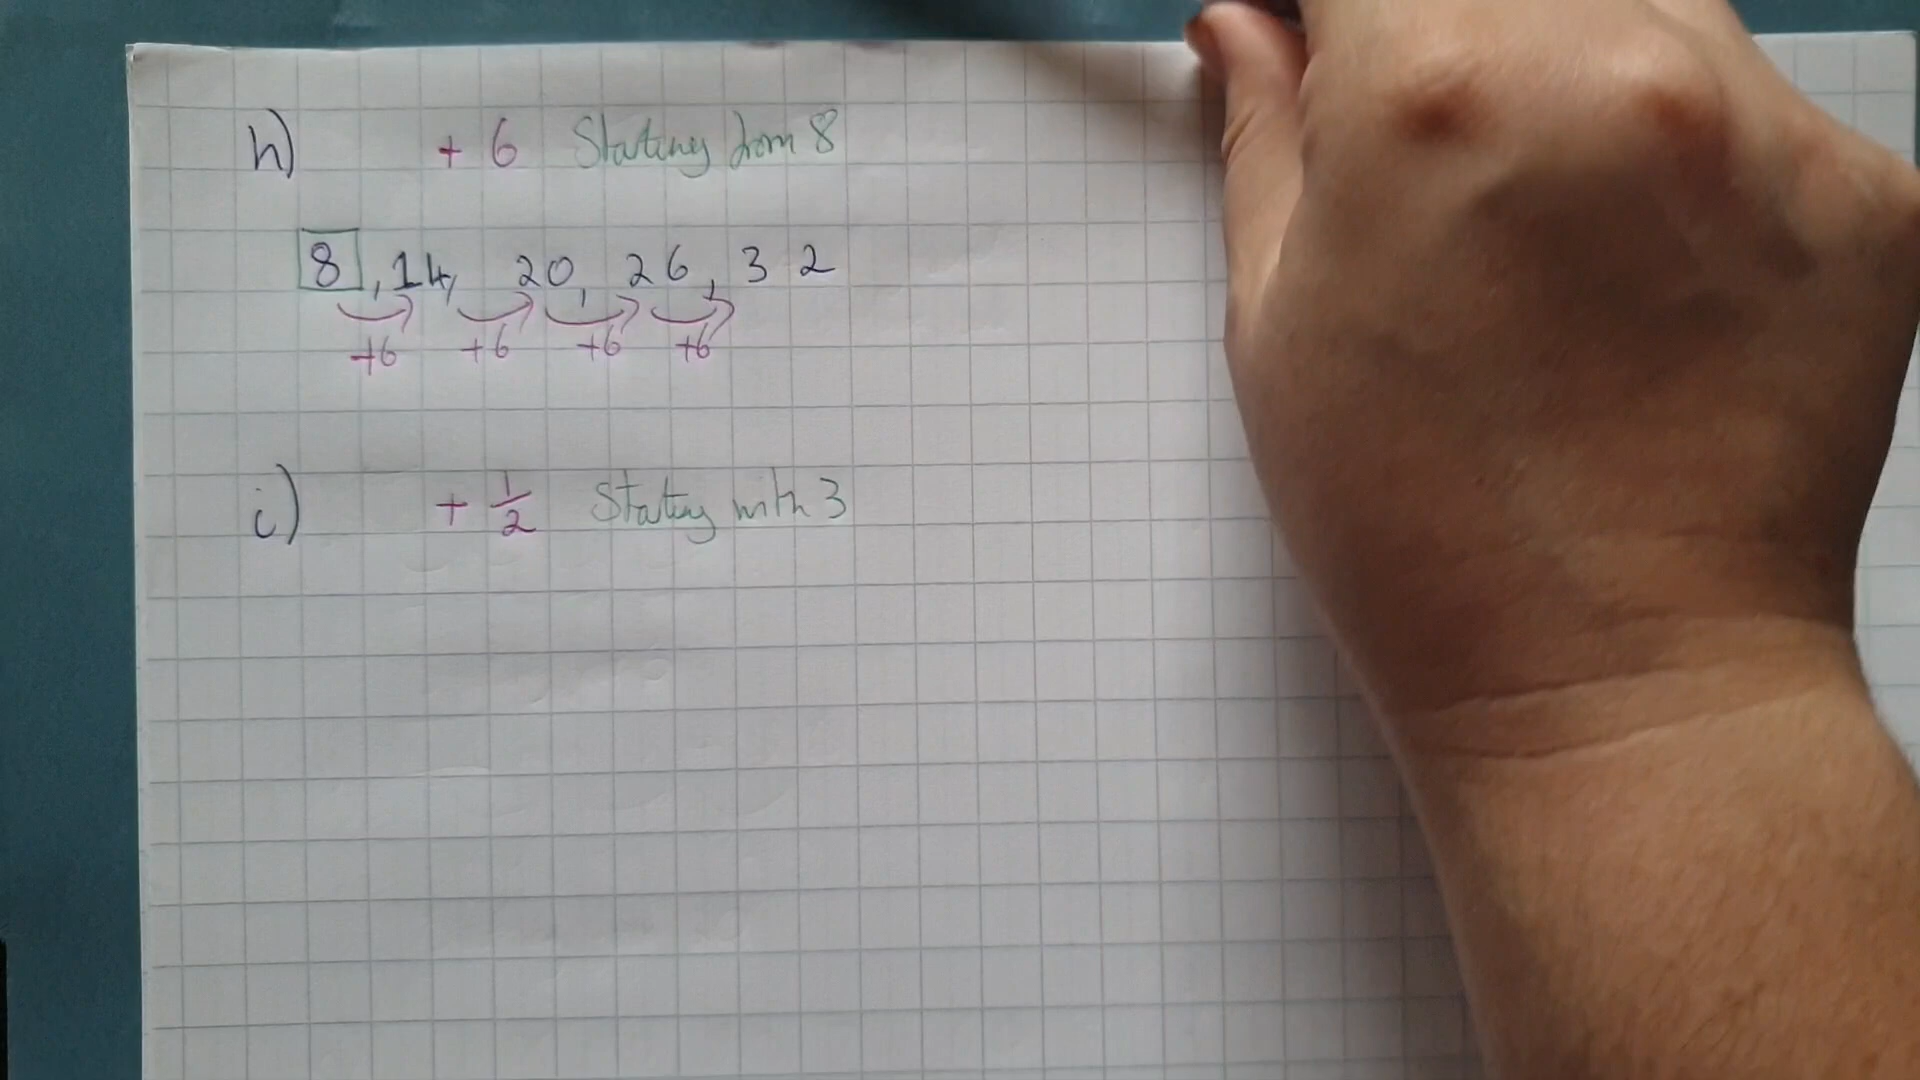 h) + 6 Starting from 8
8, 14, 20, 26, 32
+6 +6 +6 +6
i) + 1/2 Starting with 3